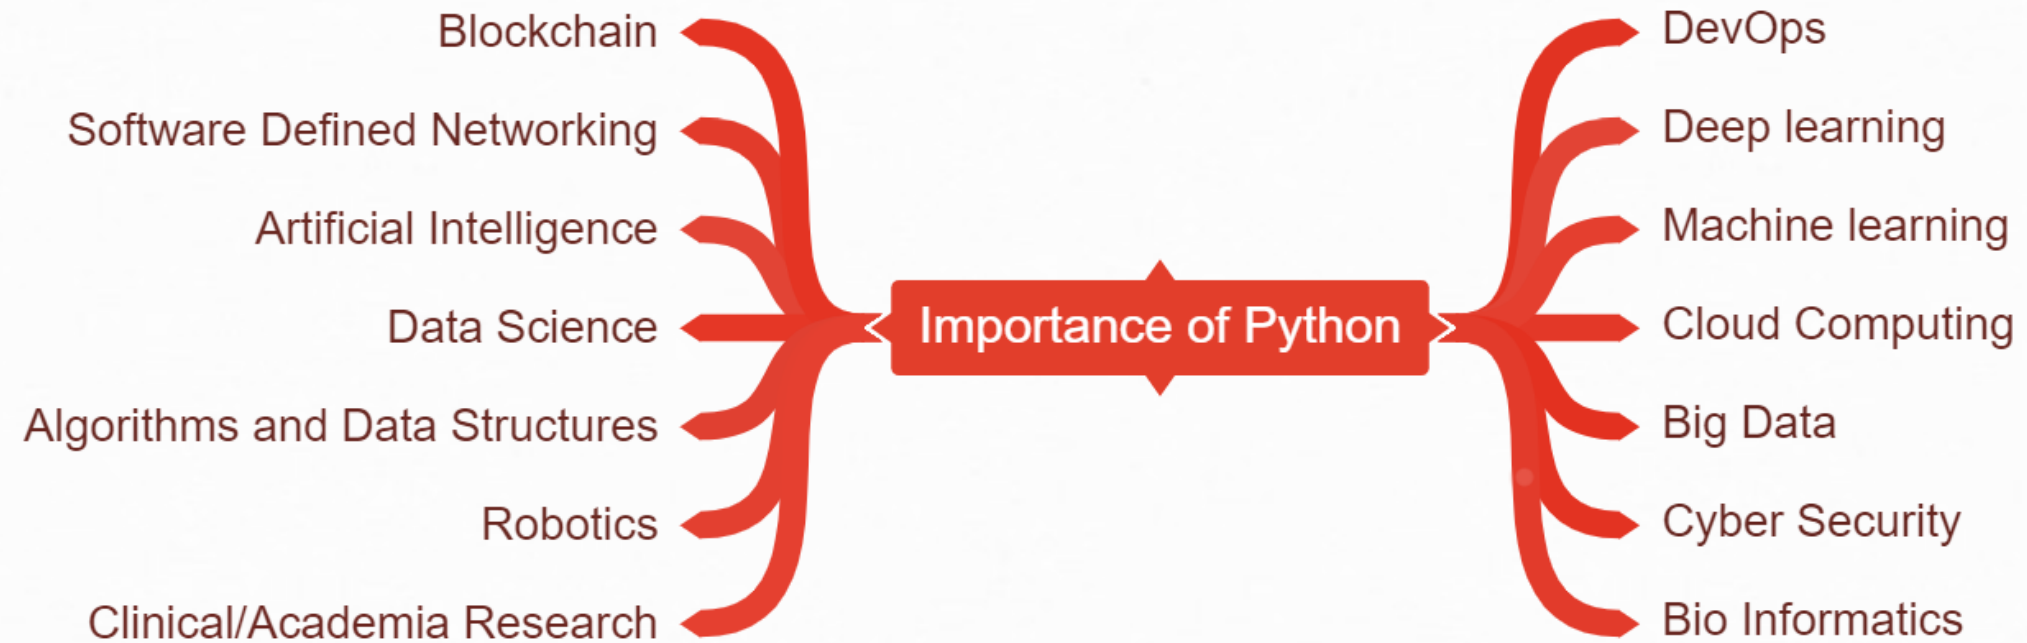 Blockchain
Software Defined Networking
Artificial Intelligence
Data Science
Algorithms and Data Structures
Robotics
Clinical/Academia Research
Importance of Python
DevOps
Deep learning
Machine learning
Cloud Computing
Big Data
Cyber Security
Bio Informatics